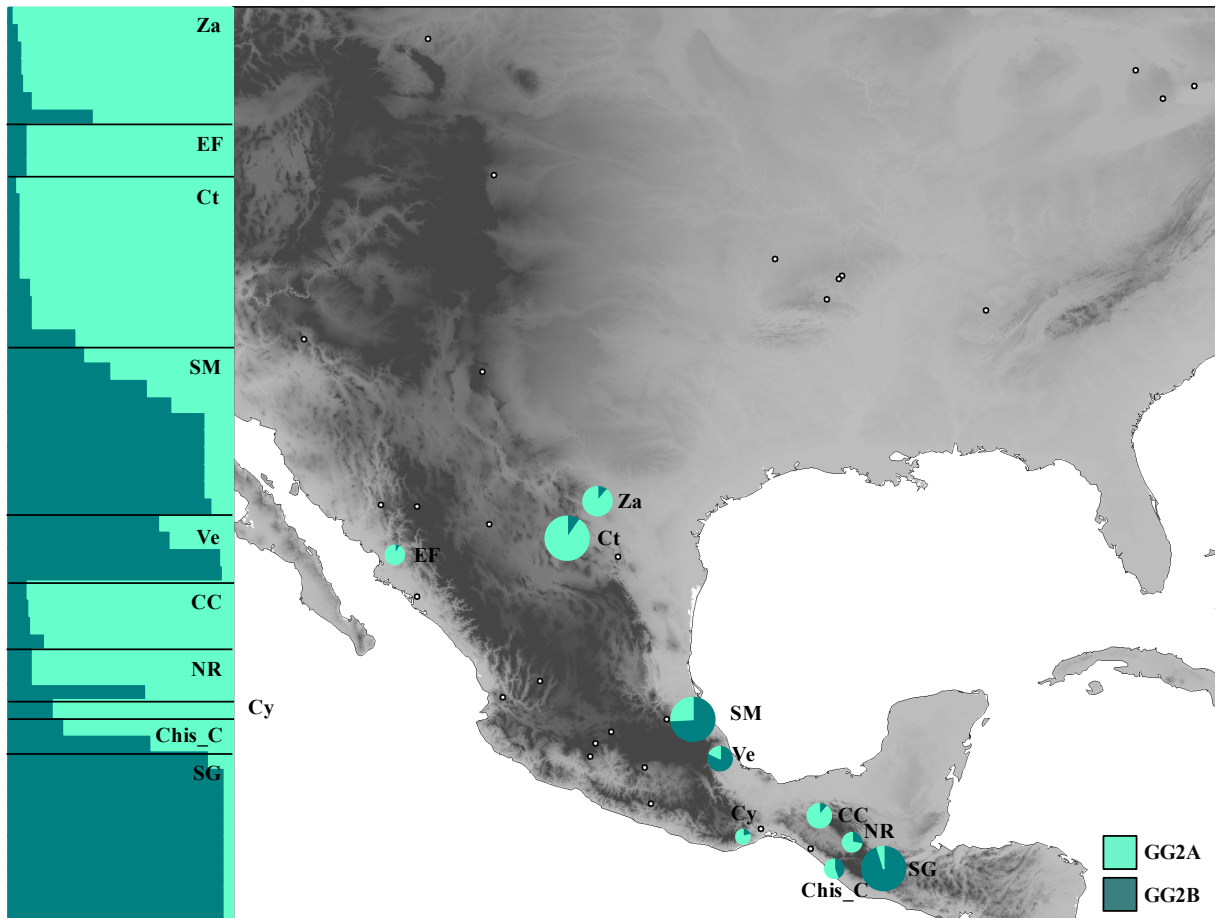 Za
EF
Ct
SM
Ve
CC
NR
Cy
Chis_C
SG
Za
Ct
EF
SM
Ve
Cy
CC
NR
SG
Chis_C
GG2A
GG2B